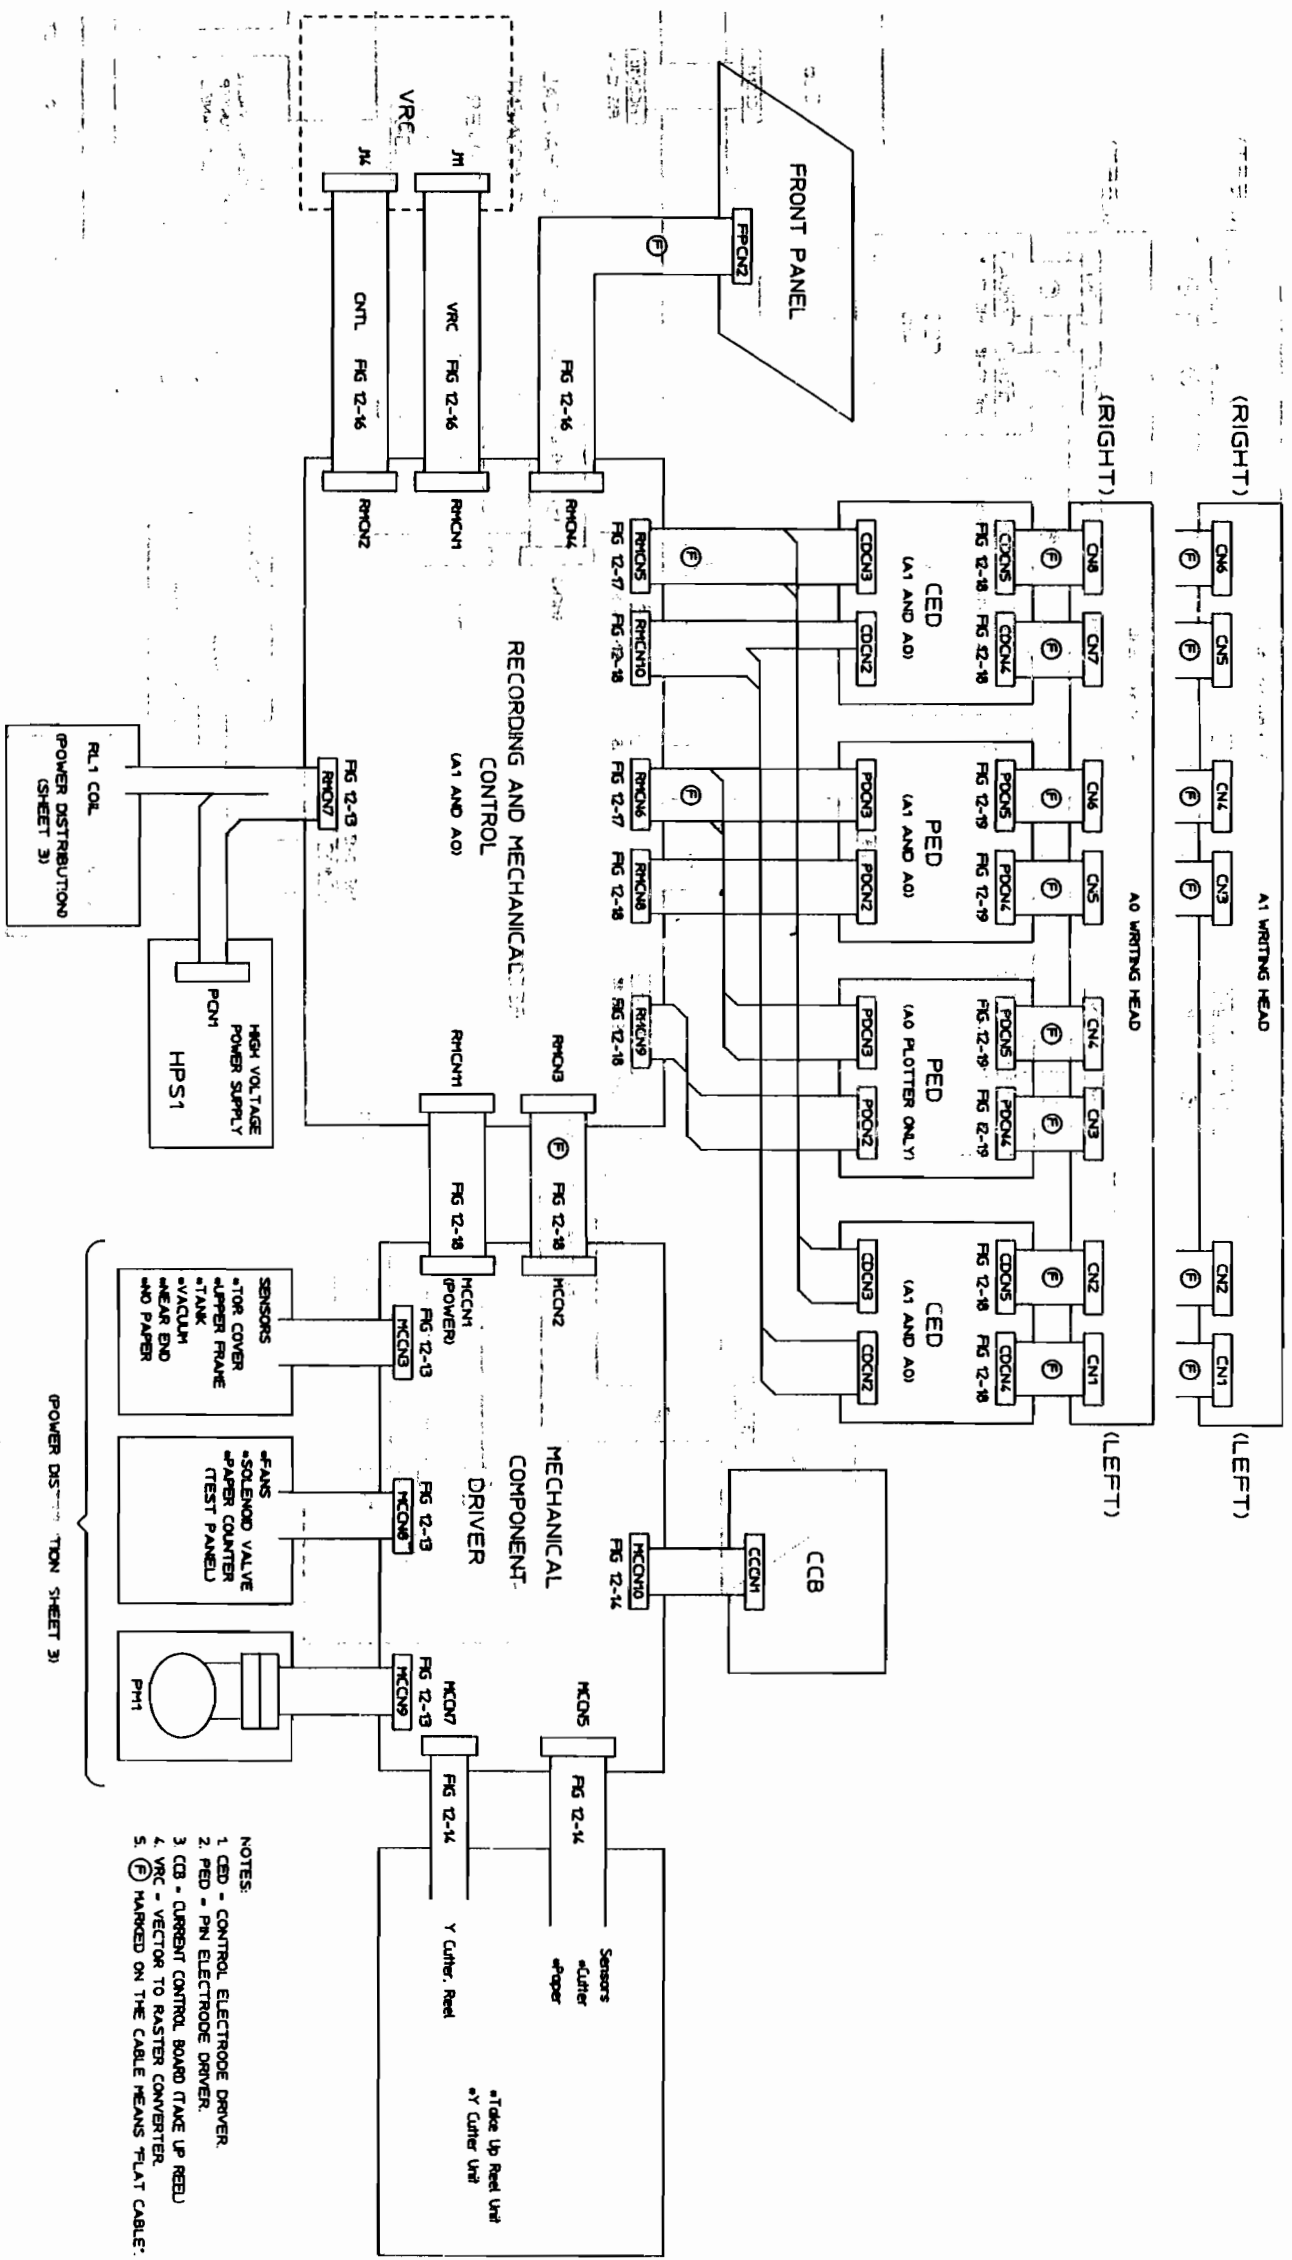 (RIGHT)
A1 WRITING HEAD
(LEFT)
CN6
CN5
CN4
CN3
CN2
CN1
F
F
F
F
F
F
(RIGHT)
A0 WRITING HEAD
(LEFT)
CN8
CN7
CN6
CN5
CN4
CN3
CN2
CN1
F
F
F
F
F
F
F
F
CDCN5
FIG 12-18
CDCN4
FIG 12-18
CED
(A1 AND A0)
CDCN3
CDCN2
PDCN5
FIG 12-19
PDCN4
FIG 12-19
PED
(A1 AND A0)
PDCN3
PDCN2
PDCN5
FIG 12-19
PDCN4
PED
(A0 PLOTTER ONLY)
PDCN3
PDCN2
CDCN5
FIG 12-18
CDCN4
FIG 12-18
CED
(A1 AND A0)
CDCN3
CDCN2
FRONT PANEL
FPCN2
F
FIG 12-16
RMCN4
VRC
J11
VRC FIG 12-16
RMCN1
J14
CNTL FIG 12-16
RMCN2
F
RMCN5
FIG 12-17
RMCN10
FIG 12-18
F
RMCN6
FIG 12-17
RMCN8
FIG 12-18
RMCN9
FIG 12-18
RECORDING AND MECHANICAL
CONTROL
(A1 AND A0)
FIG 12-13
RMCN7
RL1 COIL
(POWER DISTRIBUTION)
(SHEET 3)
PCN1
HIGH VOLTAGE
POWER SUPPLY
HPS1
RMCN3
F FIG 12-18
MCCN2
RMCN11
FIG 12-18
MCCN1
(POWER)
CCB
CCCN1
MCCN10
FIG 12-14
MECHANICAL
COMPONENT
DRIVER
FIG 12-13
MCCN3
SENSORS
•TOR COVER
•UPPER FRAME
•TANK
•VACUUM
•NEAR END
•NO PAPER
FIG 12-13
MCCN8
•FANS
•SOLENOID VALVE
•PAPER COUNTER
(TEST PANEL)
FIG 12-13
MCCN9
PM1
(POWER DIS TION SHEET 3)
MCCN5
FIG 12-14
Sensors
•Cutter
•Paper
MCCN7
FIG 12-14
Y Cutter, Reel
•Take Up Reel Unit
•Y Cutter Unit
NOTES:
1. CED = CONTROL ELECTRODE DRIVER.
2. PED = PIN ELECTRODE DRIVER.
3. CCB = CURRENT CONTROL BOARD (TAKE UP REEL)
4. VRC = VECTOR TO RASTER CONVERTER.
5. (F) MARKED ON THE CABLE MEANS "FLAT CABLE".